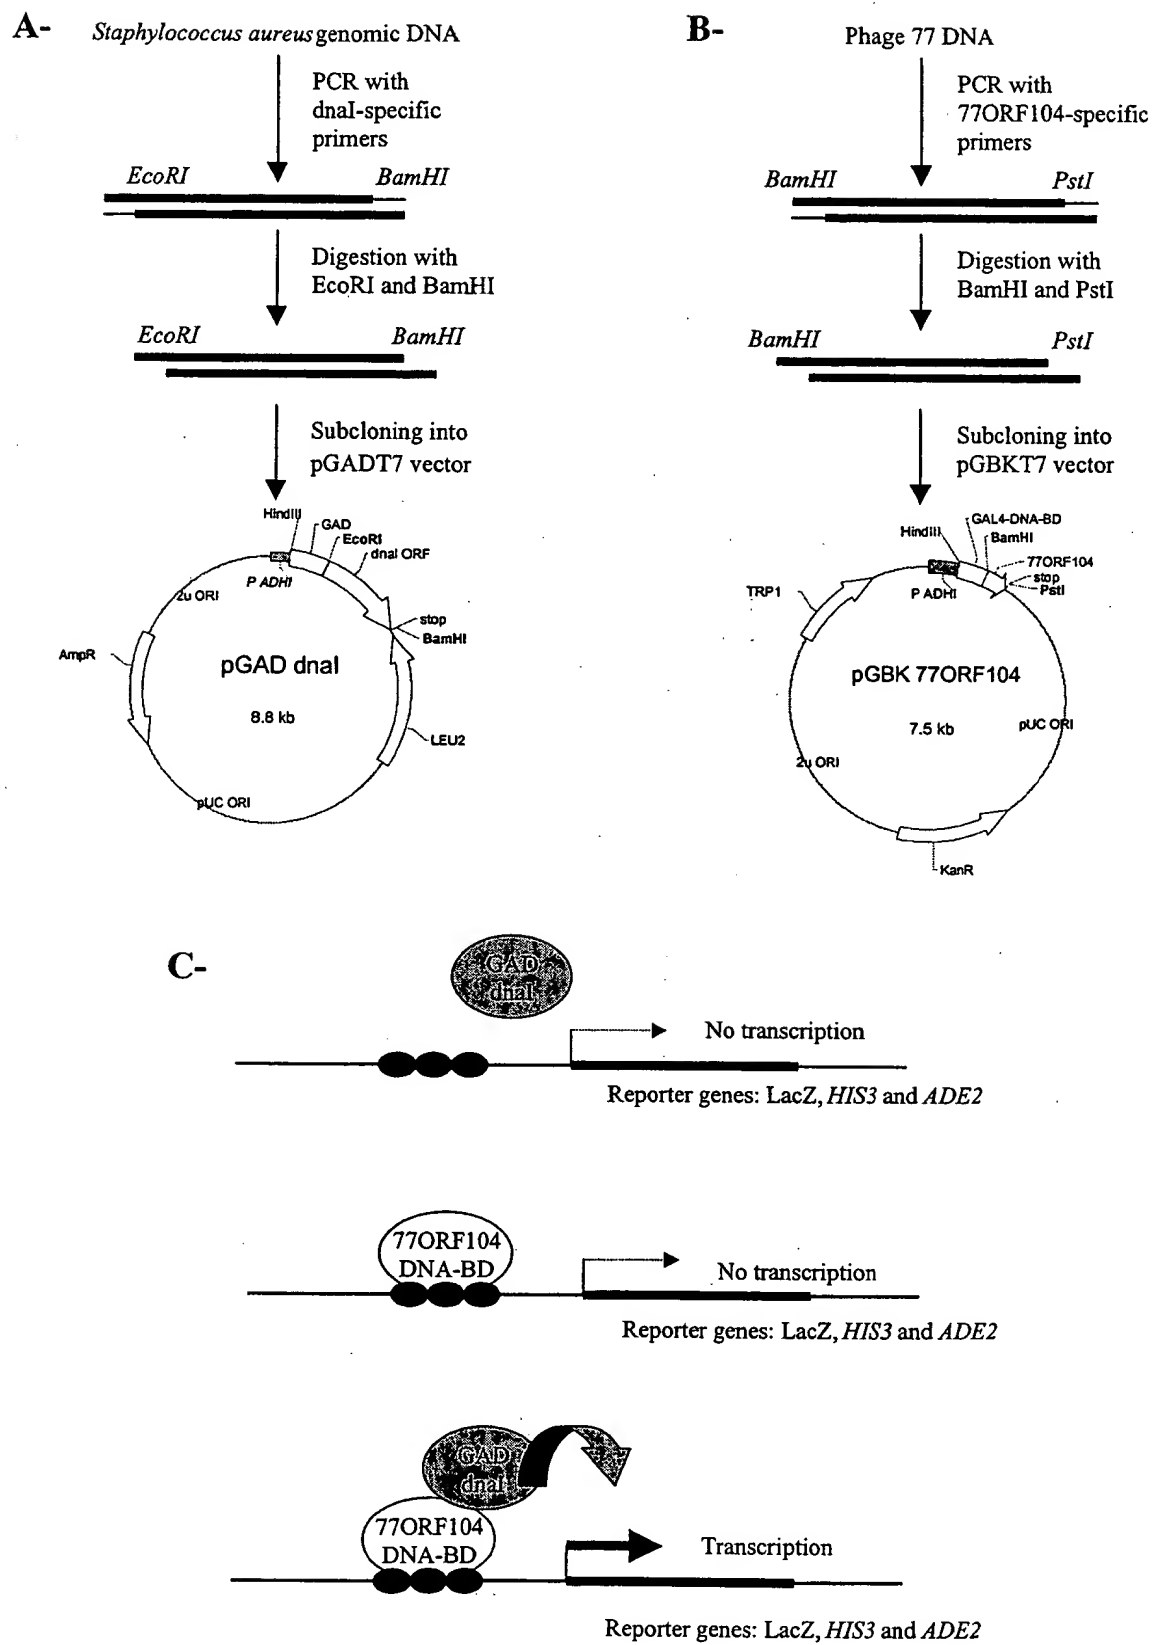 A-
Staphylococcus aureus genomic DNA
PCR with
dnaI-specific
primers
EcoRI
BamHI
Digestion with
EcoRI and BamHI
EcoRI
BamHI
Subcloning into
pGADT7 vector
HindIII
GAD
EcoRI
dnaI ORF
P ADHI
2u ORI
stop
BamHI
AmpR
pGAD dnaI
8.8 kb
LEU2
pUC ORI
B-
Phage 77 DNA
PCR with
77ORF104-specific
primers
BamHI
PstI
Digestion with
BamHI and PstI
BamHI
PstI
Subcloning into
pGBKT7 vector
GAL4-DNA-BD
HindIII
BamHI
77ORF104
stop
PstI
P ADHI
TRP1
pGBK 77ORF104
7.5 kb
pUC ORI
2u ORI
KanR
C-
GAD
dnaI
No transcription
Reporter genes: LacZ, HIS3 and ADE2
77ORF104
DNA-BD
No transcription
Reporter genes: LacZ, HIS3 and ADE2
GAD
dnaI
77ORF104
DNA-BD
Transcription
Reporter genes: LacZ, HIS3 and ADE2